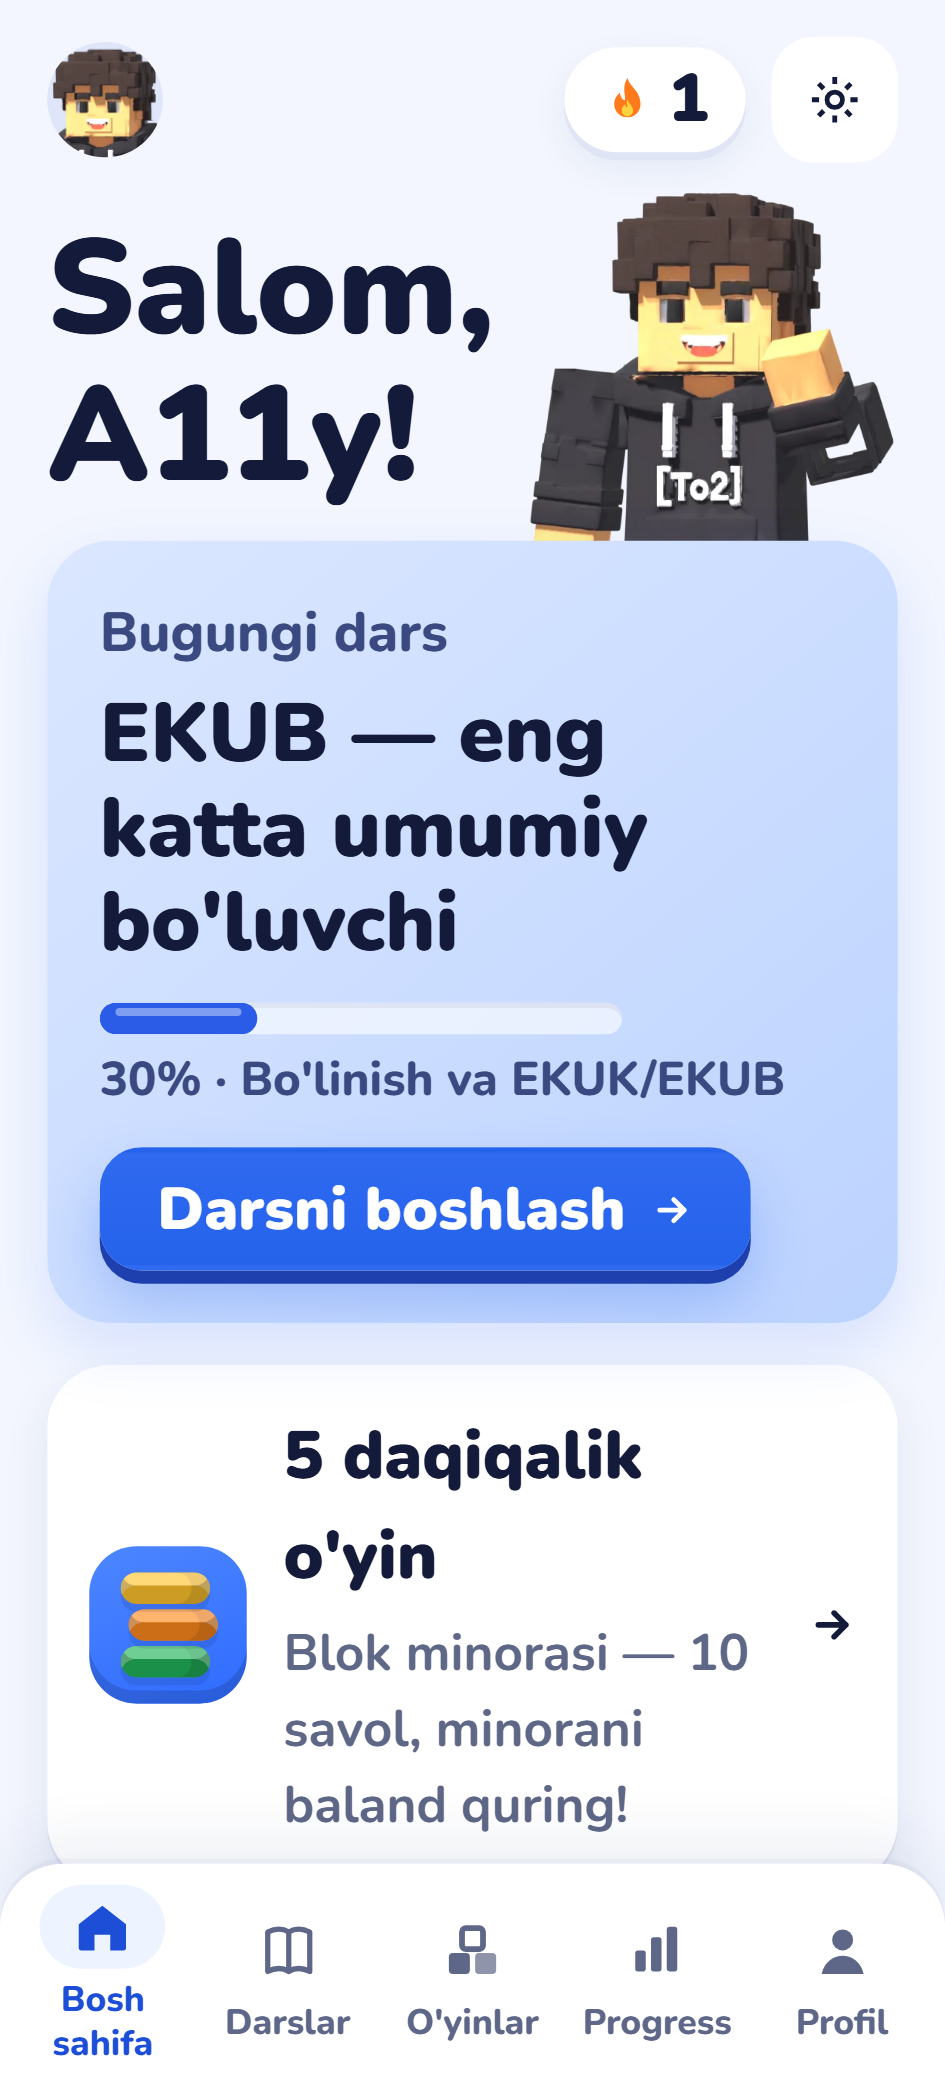 1
Salom,
A11y!
[To2]
Bugungi dars
EKUB — eng
katta umumiy
bo'luvchi
30% · Bo'linish va EKUK/EKUB
Darsni boshlash →
5 daqiqalik
o'yin
Blok minorasi — 10
savol, minorani
baland quring!
Bosh
sahifa
Darslar
O'yinlar
Progress
Profil